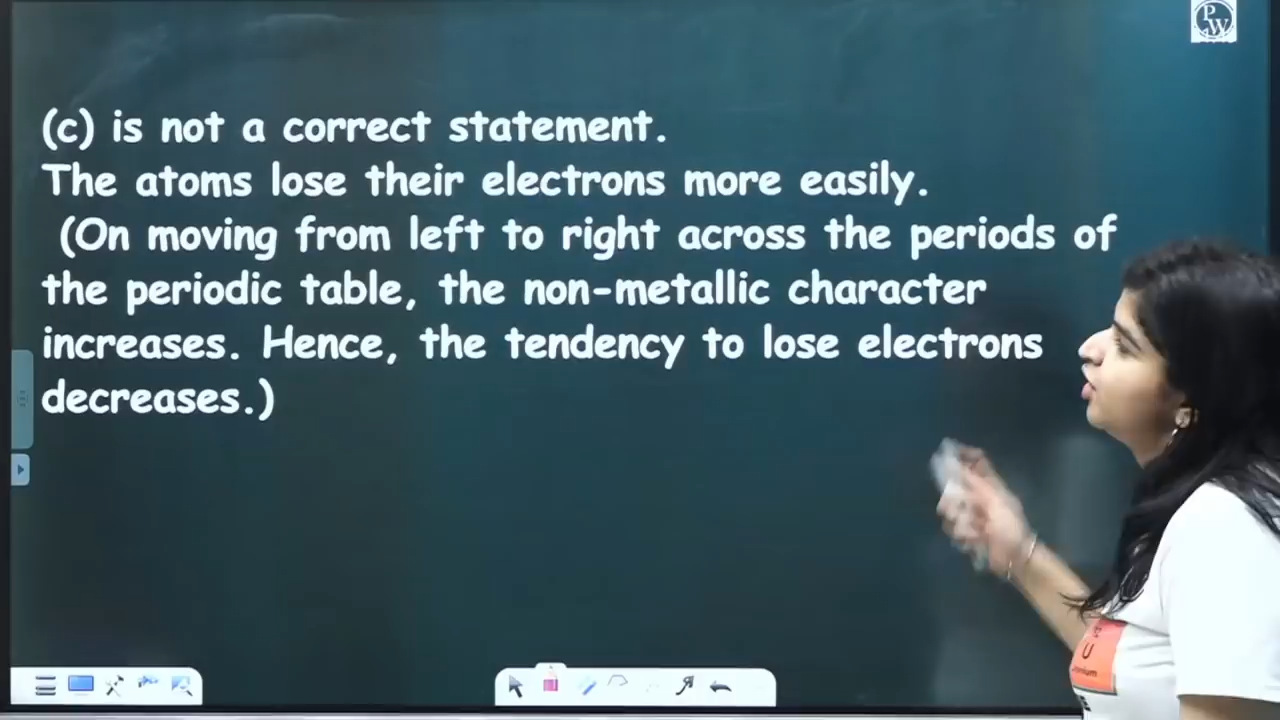 PW
(c) is not a correct statement.
The atoms lose their electrons more easily.
(On moving from left to right across the periods of
the periodic table, the non-metallic character
increases. Hence, the tendency to lose electrons
decreases.)
U